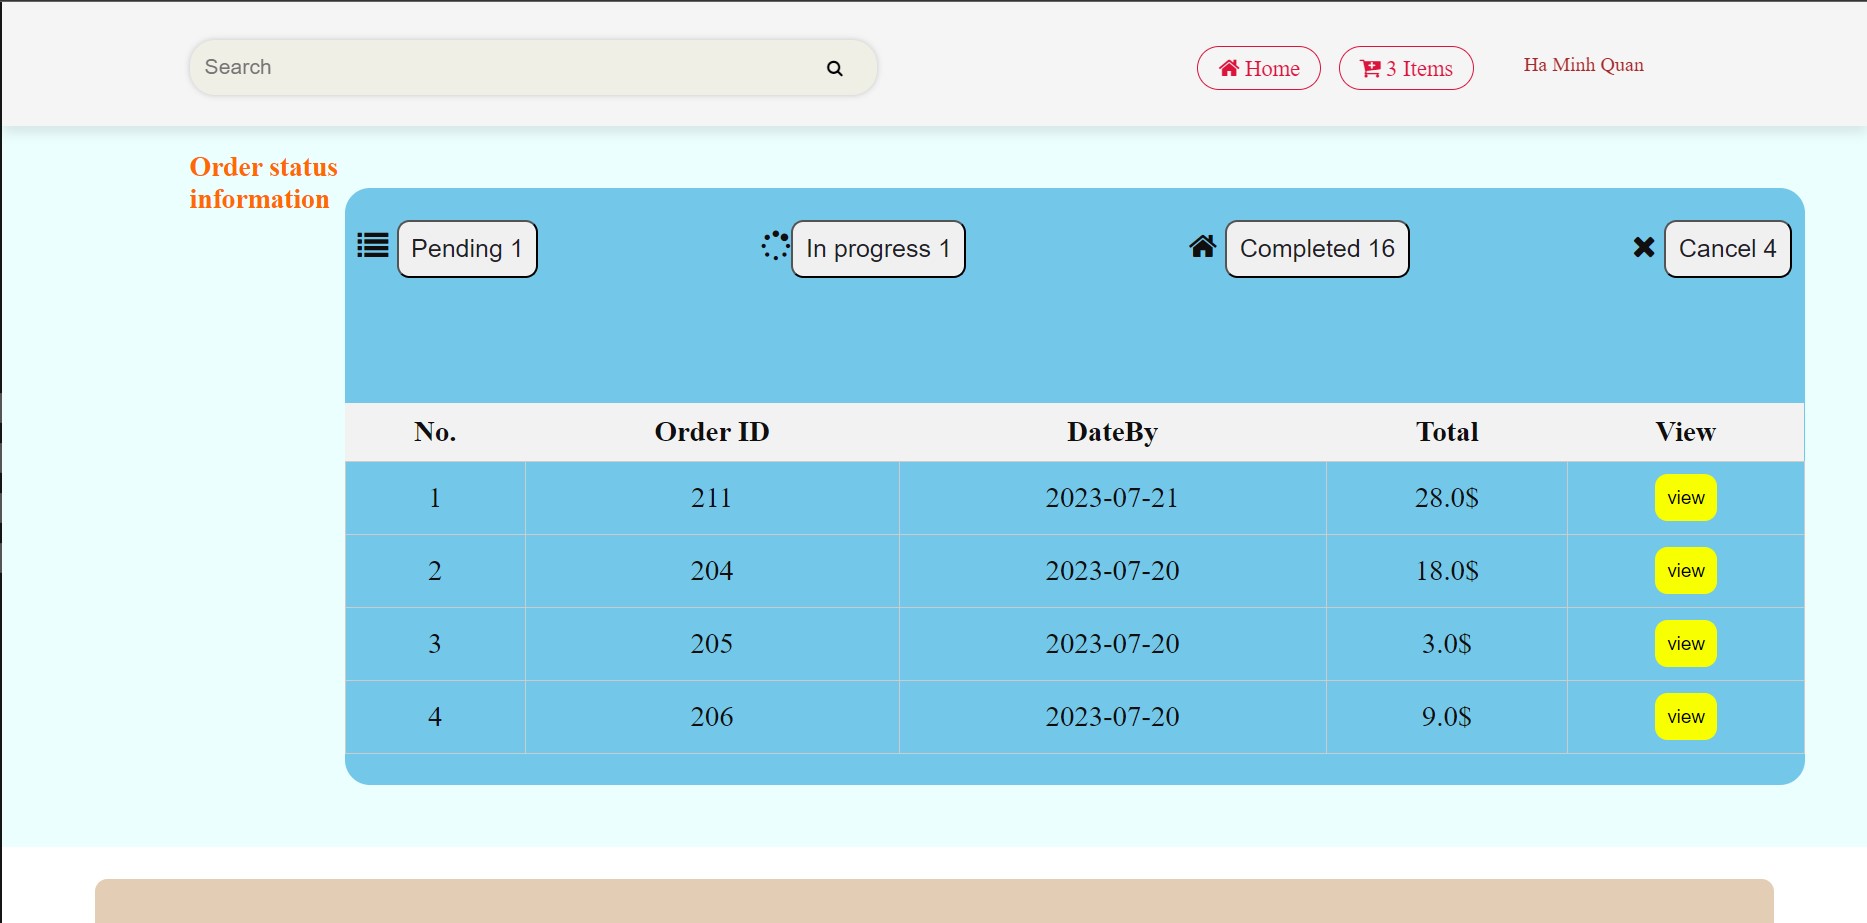 Search
Home
3 Items
Ha Minh Quan
Order status
information
Pending 1
In progress 1
Completed 16
Cancel 4
No. Order ID DateBy Total View
1 211 2023-07-21 28.0$ view
2 204 2023-07-20 18.0$ view
3 205 2023-07-20 3.0$ view
4 206 2023-07-20 9.0$ view